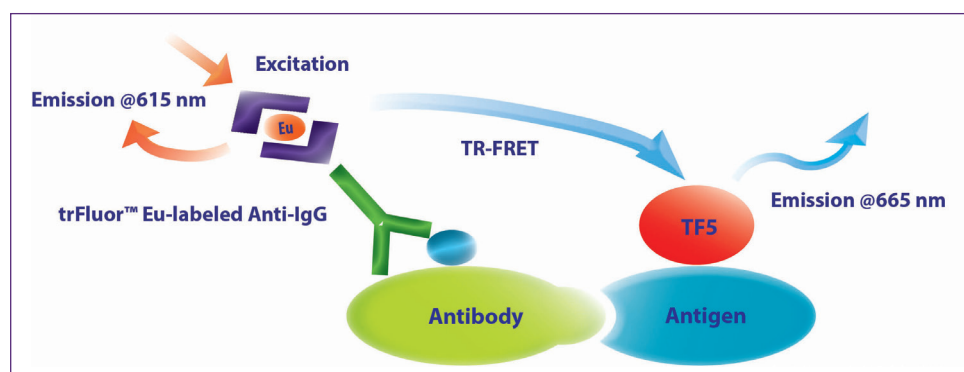 Excitation
Emission @615 nm
Eu
TR-FRET
trFluor™ Eu-labeled Anti-IgG
TF5
Emission @665 nm
Antibody
Antigen